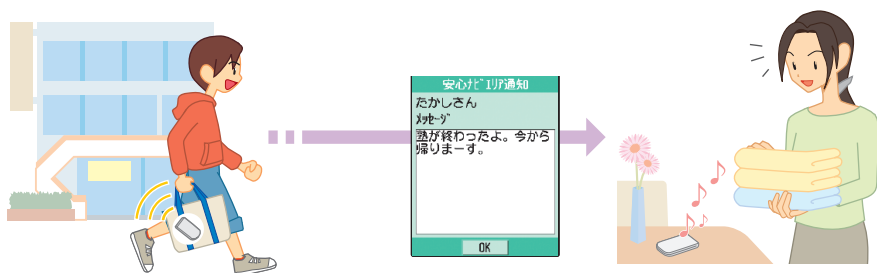 安心ナビエリア通知
たかしさん
メッセージ
塾が終わったよ。今から
帰りまーす。
OK